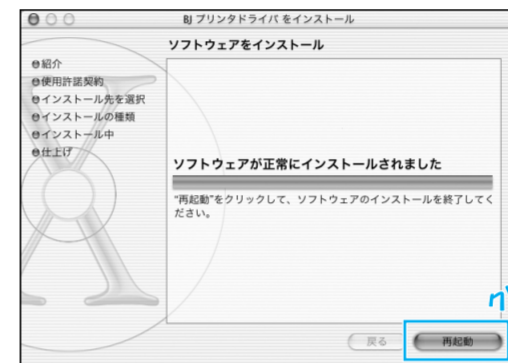 BJ プリンタドライバ をインストール
ソフトウェアをインストール
紹介
使用許諾契約
インストール先を選択
インストールの種類
インストール中
仕上げ
ソフトウェアが正常にインストールされました
“再起動”をクリックして、ソフトウェアのインストールを終了してく
ださい。
戻る
再起動